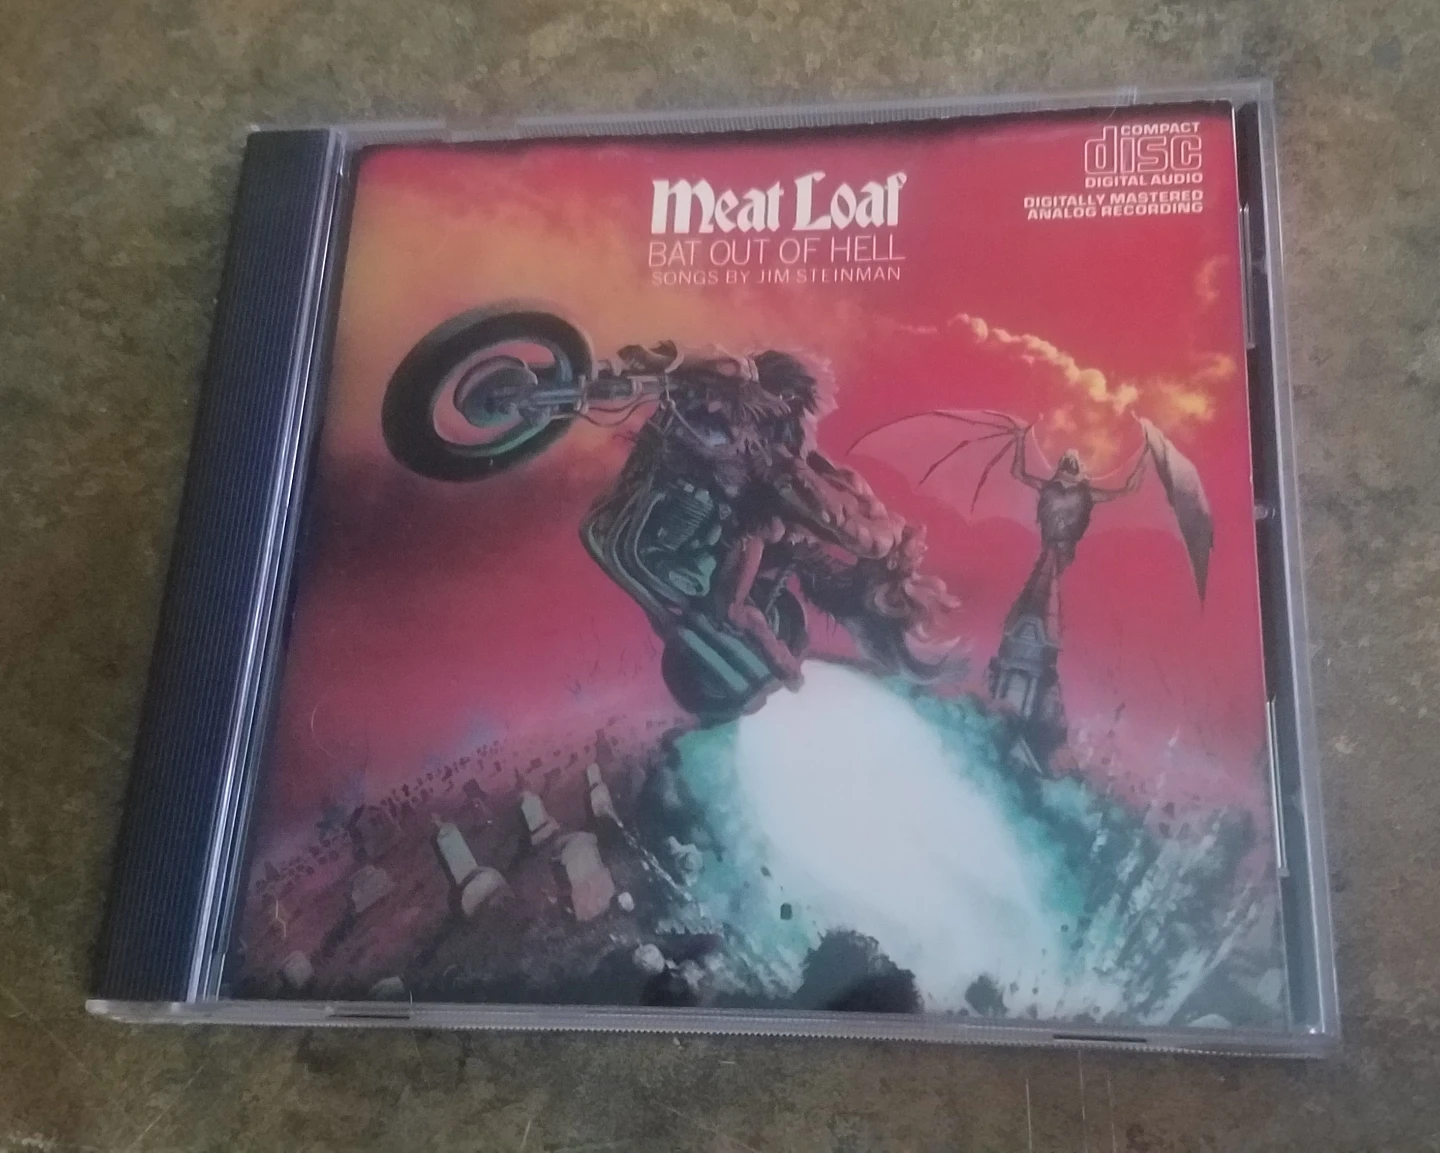 Meat Loaf
BAT OUT OF HELL
SONGS BY JIM STEINMAN
COMPACT
disc
DIGITAL AUDIO
DIGITALLY MASTERED
ANALOG RECORDING